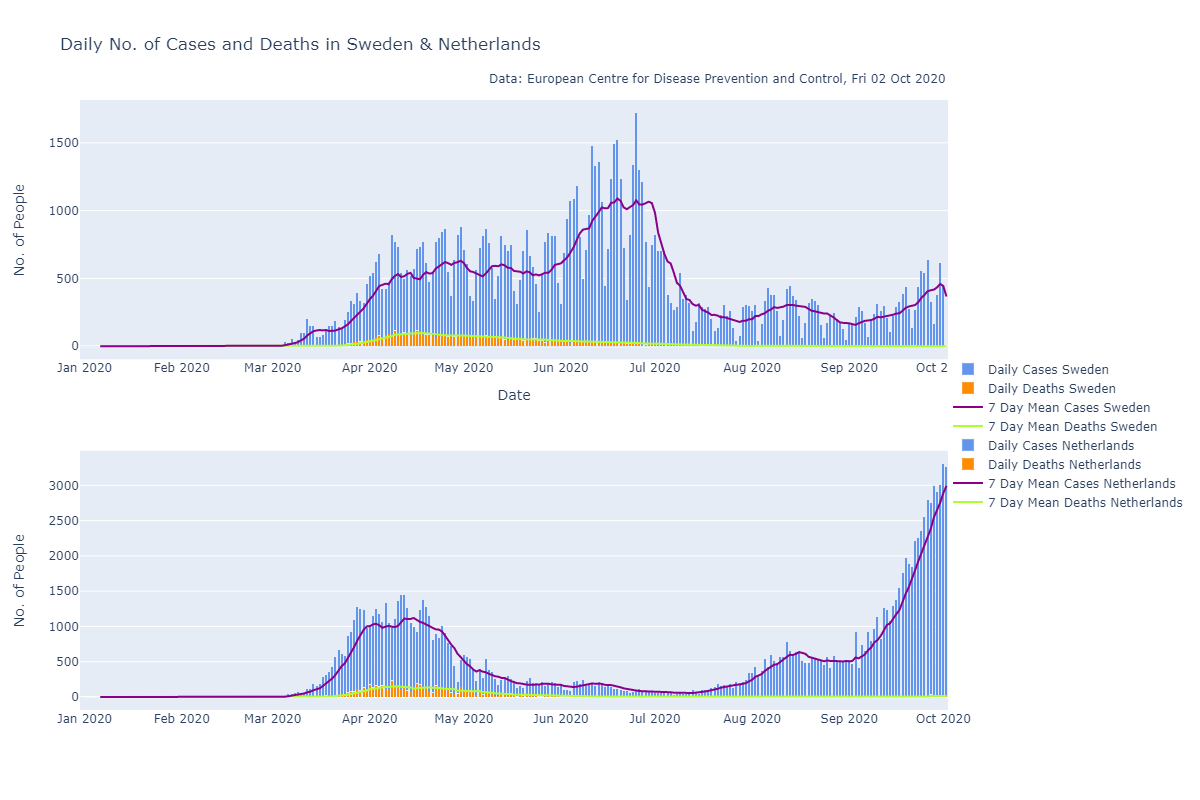 Daily No. of Cases and Deaths in Sweden & Netherlands
Data: European Centre for Disease Prevention and Control, Fri 02 Oct 2020
No. of People
1500
1000
500
0
Jan 2020 Feb 2020 Mar 2020 Apr 2020 May 2020 Jun 2020 Jul 2020 Aug 2020 Sep 2020 Oct 2
Date
Daily Cases Sweden
Daily Deaths Sweden
7 Day Mean Cases Sweden
7 Day Mean Deaths Sweden
Daily Cases Netherlands
Daily Deaths Netherlands
7 Day Mean Cases Netherlands
7 Day Mean Deaths Netherlands
No. of People
3000
2500
2000
1500
1000
500
0
Jan 2020 Feb 2020 Mar 2020 Apr 2020 May 2020 Jun 2020 Jul 2020 Aug 2020 Sep 2020 Oct 2020